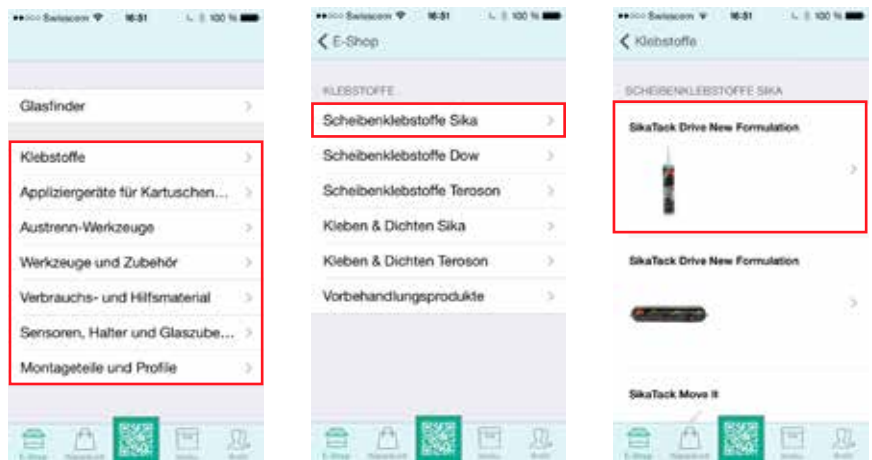 Swisscom 16:51 100 %
Glasfinder
Klebstoffe
Appliziergeräte für Kartuschen...
Austrenn-Werkzeuge
Werkzeuge und Zubehör
Verbrauchs- und Hilfsmaterial
Sensoren, Halter und Glaszube...
Montageteile und Profile
E-Shop
Swisscom 16:51 100 %
E-Shop
KLEBSTOFFE
Scheibenklebstoffe Sika
Scheibenklebstoffe Dow
Scheibenklebstoffe Teroson
Kleben & Dichten Sika
Kleben & Dichten Teroson
Vorbehandlungsprodukte
E-Shop
Swisscom 16:51 100 %
Klebstoffe
SCHEIBENKLEBSTOFFE SIKA
SikaTack Drive New Formulation
SikaTack Drive New Formulation
SikaTack Move II
E-Shop